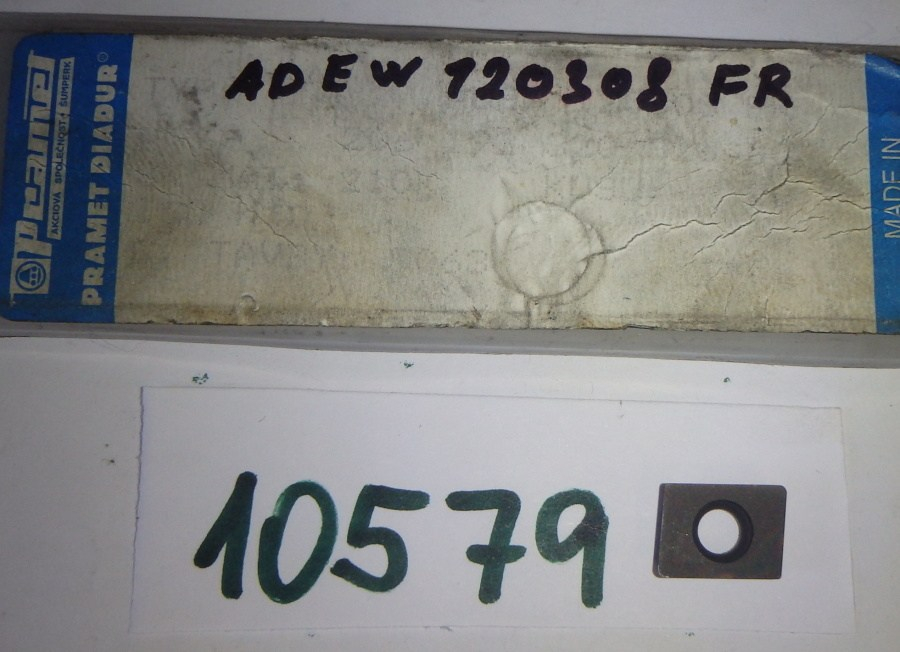 ADEW 120308 FR
Pramet
AKCIOVÁ SPOLEČNOST ŠUMPERK
PRAMET DIADUR®
MADE IN
10579